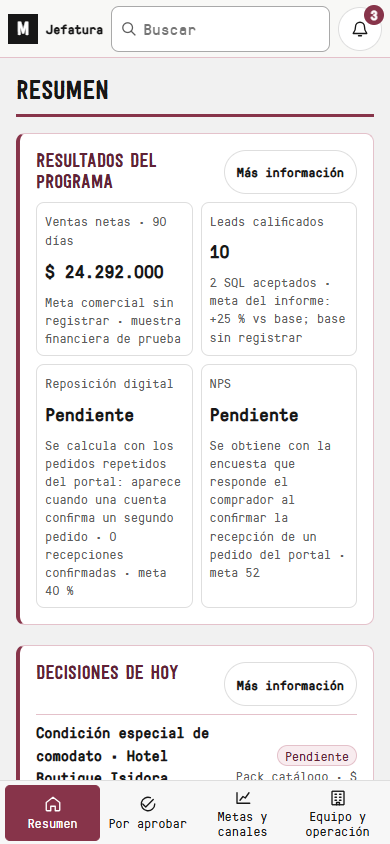 M Jefatura Buscar 3
RESUMEN
RESULTADOS DEL
PROGRAMA
Más información
Ventas netas · 90
días
$ 24.292.000
Meta comercial sin
registrar · muestra
financiera de prueba
Leads calificados
10
2 SQL aceptados ·
meta del informe:
+25 % vs base; base
sin registrar
Reposición digital
Pendiente
Se calcula con los
pedidos repetidos
del portal: aparece
cuando una cuenta
confirma un segundo
pedido · 0
recepciones
confirmadas · meta
40 %
NPS
Pendiente
Se obtiene con la
encuesta que
responde el
comprador al
confirmar la
recepción de un
pedido del portal ·
meta 52
DECISIONES DE HOY
Más información
Condición especial de
comodato · Hotel
Boutique Isidora
Pendiente
Pack catálogo · $
Resumen
Por aprobar
Metas y
canales
Equipo y
operación